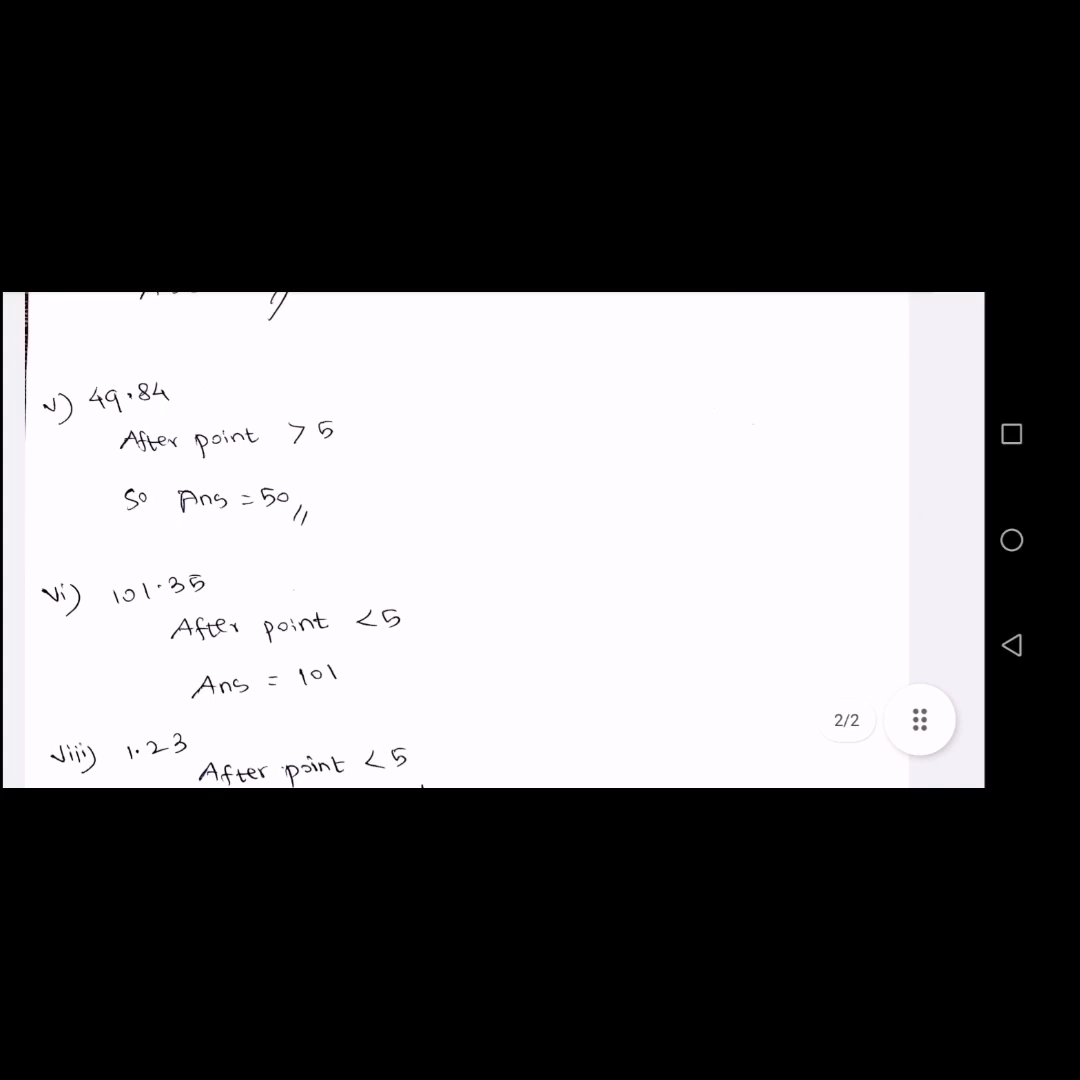 v) 49.84
After point > 5
So Ans = 50 //
vi) 101.35
After point < 5
Ans = 101
2/2
viii) 1.23
After point < 5